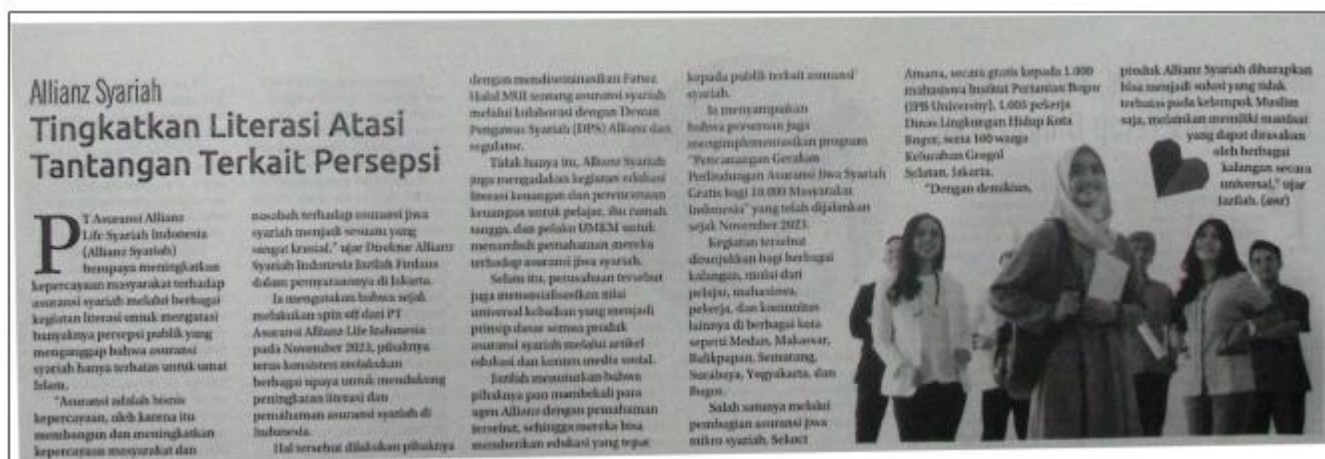 Allianz Syariah
Tingkatkan Literasi Atasi
Tantangan Terkait Persepsi
PT Asuransi Allianz
Life Syariah Indonesia
(Allianz Syariah)
berupaya meningkatkan
kepercayaan masyarakat terhadap
asuransi syariah melalui berbagai
kegiatan literasi untuk mengatasi
banyaknya persepsi publik yang
menganggap bahwa asuransi
syariah hanya terbatas untuk umat
Islam.
"Asuransi adalah bisnis
kepercayaan, oleh karena itu
membangun dan meningkatkan
kepercayaan masyarakat dan
nasabah terhadap asuransi jiwa
syariah menjadi sesuatu yang
sangat krusial," ujar Direktur Allianz
Syariah Indonesia Jazilah Firdaus
dalam pernyataannya di Jakarta.
Ia mengatakan bahwa sejak
melakukan spin off dari PT
Asuransi Allianz Life Indonesia
pada November 2023, pihaknya
terus konsisten melakukan
berbagai upaya untuk mendukung
peningkatan literasi dan
pemahaman asuransi syariah di
Indonesia.
Hal tersebut dilakukan pihaknya
dengan mendiseminasikan Fatwa
Halal MUI tentang asuransi syariah
melalui kolaborasi dengan Dewan
Pengawas Syariah (DPS) Allianz dan
regulator.
Tidak hanya itu, Allianz Syariah
juga mengadakan kegiatan edukasi
literasi keuangan dan perencanaan
keuangan untuk pelajar, ibu rumah
tangga, dan pelaku UMKM untuk
menambah pemahaman mereka
terhadap asuransi jiwa syariah.
Selain itu, perusahaan tersebut
juga mensosialisasikan nilai
universal kebaikan yang menjadi
prinsip dasar semua produk
asuransi syariah melalui artikel
edukasi dan konten media sosial.
Jazilah menuturkan bahwa
pihaknya pun membekali para
agen Allianz dengan pemahaman
tersebut, sehingga mereka bisa
memberikan edukasi yang tepat
kepada publik terkait asuransi
syariah.
Ia menyampaikan
bahwa perseroan juga
mengimplementasikan program
"Pencanangan Gerakan
Perlindungan Asuransi Jiwa Syariah
Gratis bagi 10.000 Masyarakat
Indonesia" yang telah dijalankan
sejak November 2023.
Kegiatan tersebut
ditunjukkan bagi berbagai
kalangan, mulai dari
pelajar, mahasiswa,
pekerja, dan komunitas
lainnya di berbagai kota
seperti Medan, Makassar,
Balikpapan, Semarang,
Surabaya, Yogyakarta, dan
Bogor.
Salah satunya melalui
pembagian asuransi jiwa
mikro syariah, Sekoci
Amana, secara gratis kepada 1.000
mahasiswa Institut Pertanian Bogor
(IPB University), 1.003 pekerja
Dinas Lingkungan Hidup Kota
Bogor, serta 100 warga
Kelurahan Grogol
Selatan, Jakarta.
"Dengan demikian,
produk Allianz Syariah diharapkan
bisa menjadi solusi yang tidak
terbatas pada kelompok Muslim
saja, melainkan memiliki manfaat
yang dapat dirasakan
oleh berbagai
kalangan secara
universal," ujar
Jazilah. (ant)